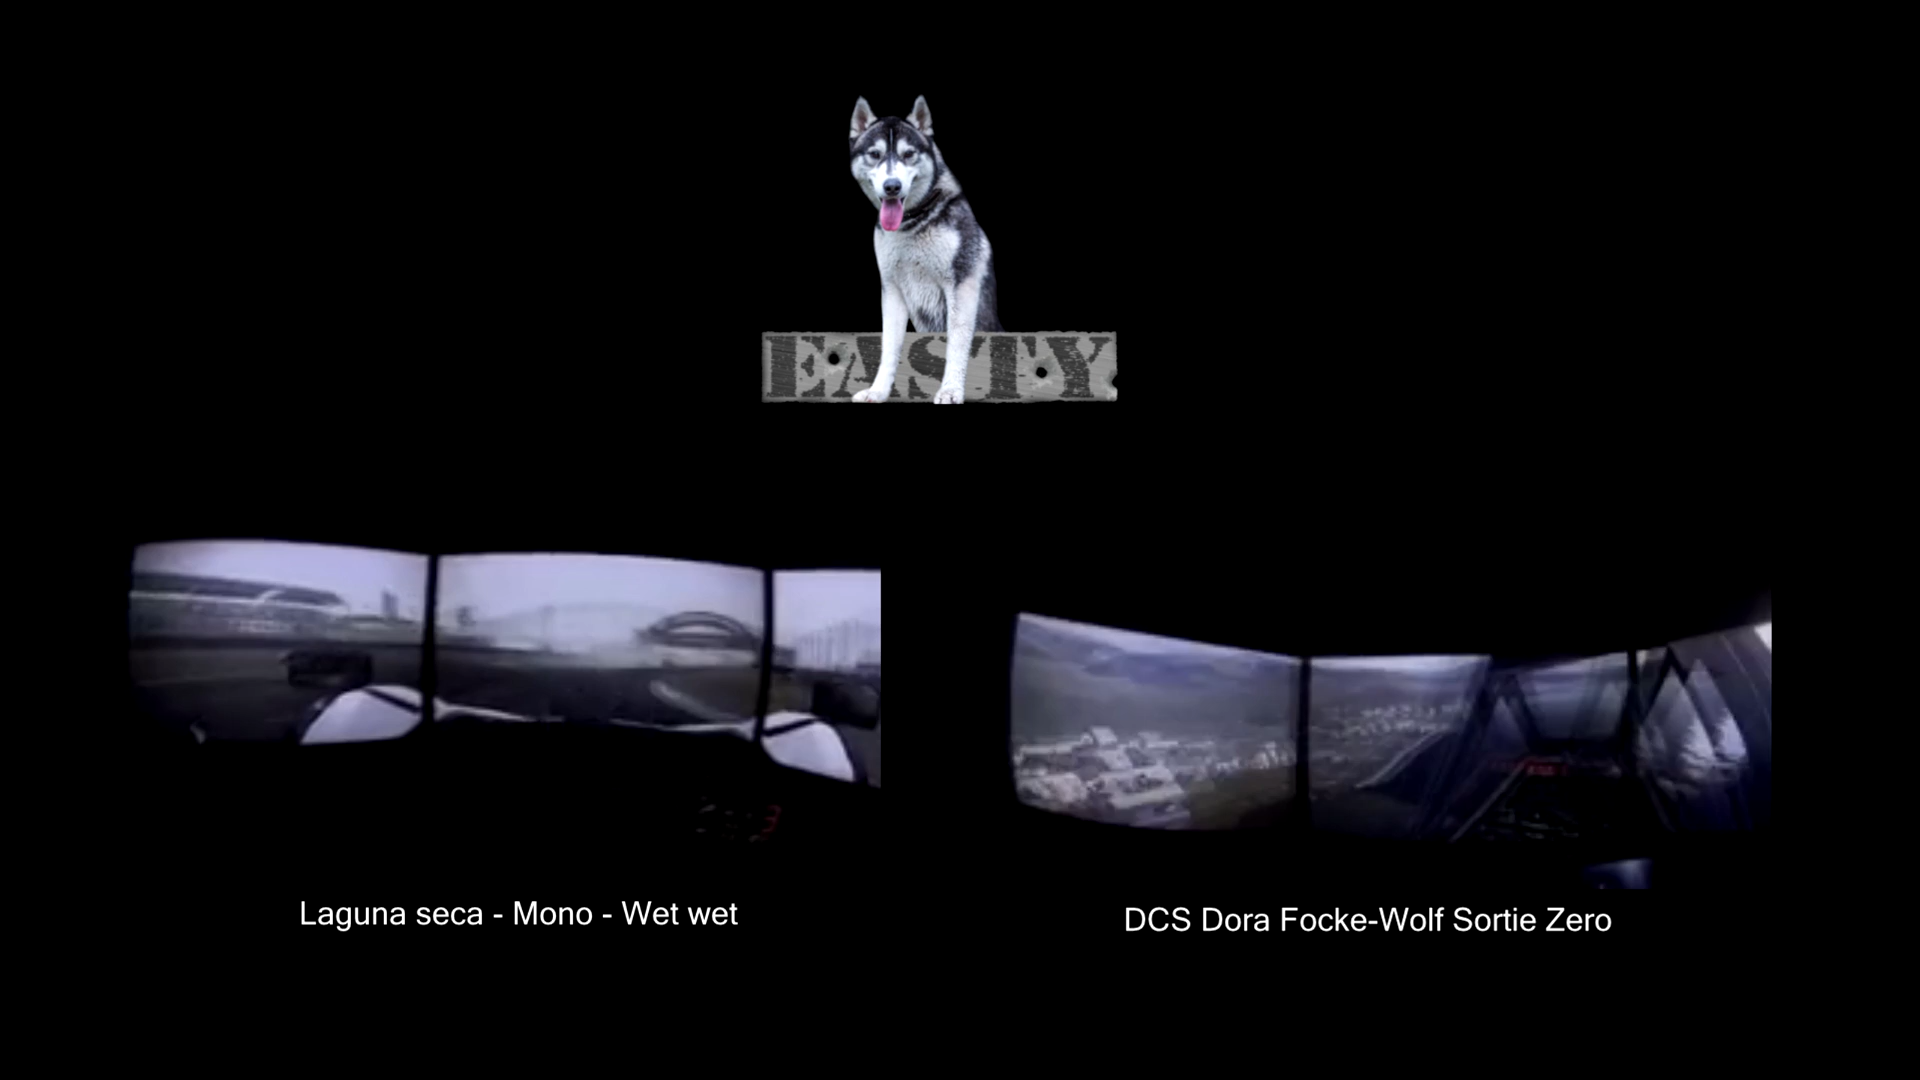 EASTY
Laguna seca - Mono - Wet wet
DCS Dora Focke-Wolf Sortie Zero